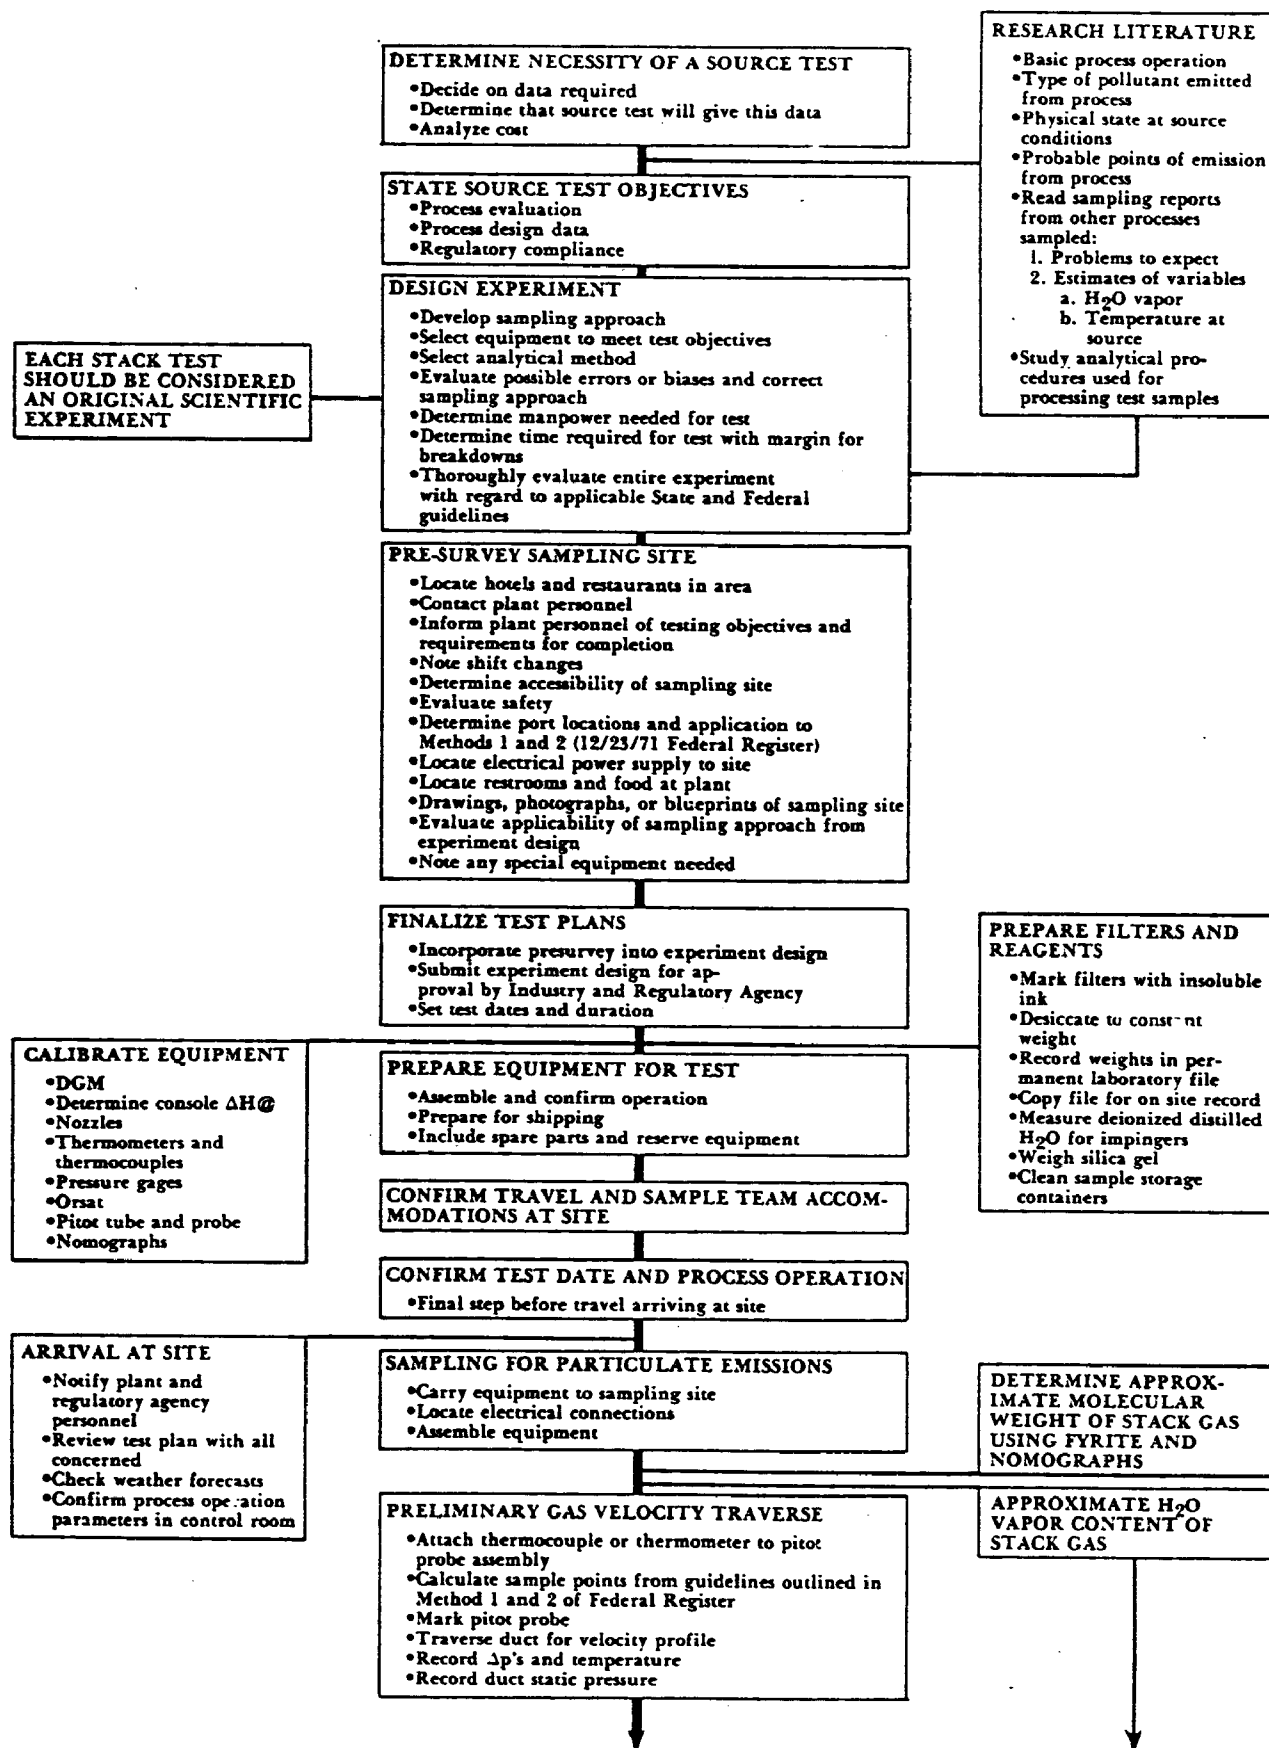 DETERMINE NECESSITY OF A SOURCE TEST
•Decide on data required
•Determine that source test will give this data
•Analyze cost
RESEARCH LITERATURE
•Basic process operation
•Type of pollutant emitted
from process
•Physical state at source
conditions
•Probable points of emission
from process
•Read sampling reports
from other processes
sampled:
1. Problems to expect
2. Estimates of variables
a. H₂O vapor
b. Temperature at
source
•Study analytical pro-
cedures used for
processing test samples
STATE SOURCE TEST OBJECTIVES
•Process evaluation
•Process design data
•Regulatory compliance
EACH STACK TEST
SHOULD BE CONSIDERED
AN ORIGINAL SCIENTIFIC
EXPERIMENT
DESIGN EXPERIMENT
•Develop sampling approach
•Select equipment to meet test objectives
•Select analytical method
•Evaluate possible errors or biases and correct
sampling approach
•Determine manpower needed for test
•Determine time required for test with margin for
breakdowns
•Thoroughly evaluate entire experiment
with regard to applicable State and Federal
guidelines
PRE-SURVEY SAMPLING SITE
•Locate hotels and restaurants in area
•Contact plant personnel
•Inform plant personnel of testing objectives and
requirements for completion
•Note shift changes
•Determine accessibility of sampling site
•Evaluate safety
•Determine port locations and application to
Methods 1 and 2 (12/23/71 Federal Register)
•Locate electrical power supply to site
•Locate restrooms and food at plant
•Drawings, photographs, or blueprints of sampling site
•Evaluate applicability of sampling approach from
experiment design
•Note any special equipment needed
FINALIZE TEST PLANS
•Incorporate presurvey into experiment design
•Submit experiment design for ap-
proval by Industry and Regulatory Agency
•Set test dates and duration
PREPARE FILTERS AND
REAGENTS
•Mark filters with insoluble
ink
•Desiccate to constant
weight
•Record weights in per-
manent laboratory file
•Copy file for on site record
•Measure deionized distilled
H₂O for impingers
•Weigh silica gel
•Clean sample storage
containers
CALIBRATE EQUIPMENT
•DGM
•Determine console ΔH@
•Nozzles
•Thermometers and
thermocouples
•Pressure gages
•Orsat
•Pitot tube and probe
•Nomographs
PREPARE EQUIPMENT FOR TEST
•Assemble and confirm operation
•Prepare for shipping
•Include spare parts and reserve equipment
CONFIRM TRAVEL AND SAMPLE TEAM ACCOM-
MODATIONS AT SITE
CONFIRM TEST DATE AND PROCESS OPERATION
•Final step before travel arriving at site
ARRIVAL AT SITE
•Notify plant and
regulatory agency
personnel
•Review test plan with all
concerned
•Check weather forecasts
•Confirm process operation
parameters in control room
SAMPLING FOR PARTICULATE EMISSIONS
•Carry equipment to sampling site
•Locate electrical connections
•Assemble equipment
DETERMINE APPROX-
IMATE MOLECULAR
WEIGHT OF STACK GAS
USING FYRITE AND
NOMOGRAPHS
APPROXIMATE H₂O
VAPOR CONTENT OF
STACK GAS
PRELIMINARY GAS VELOCITY TRAVERSE
•Attach thermocouple or thermometer to pitot
probe assembly
•Calculate sample points from guidelines outlined in
Method 1 and 2 of Federal Register
•Mark pitot probe
•Traverse duct for velocity profile
•Record Δp's and temperature
•Record duct static pressure